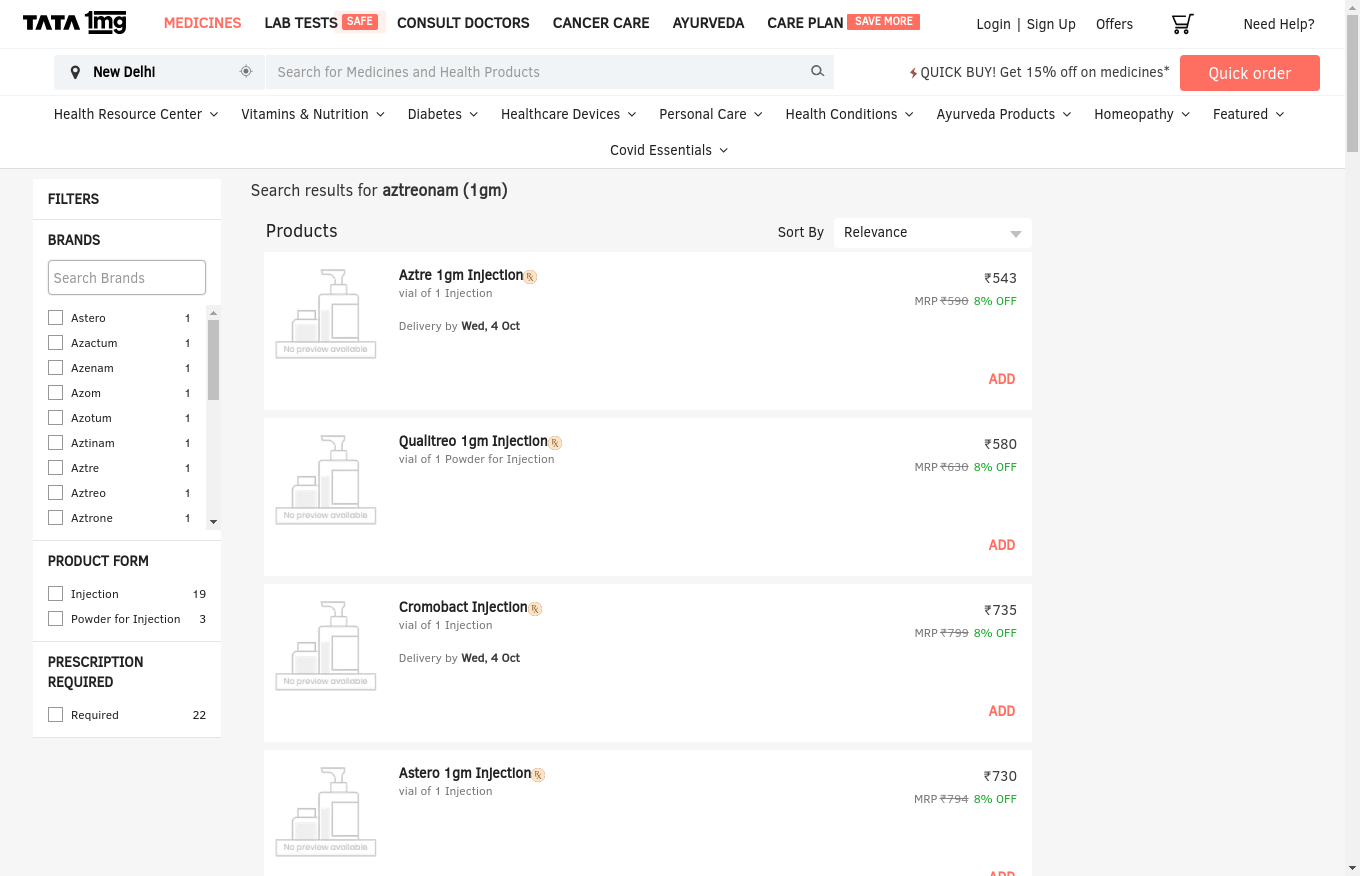 TATA 1mg
MEDICINES
LAB TESTS SAFE
CONSULT DOCTORS
CANCER CARE
AYURVEDA
CARE PLAN SAVE MORE
Login | Sign Up
Offers
Need Help?
New Delhi
Search for Medicines and Health Products
QUICK BUY! Get 15% off on medicines*
Quick order
Health Resource Center
Vitamins & Nutrition
Diabetes
Healthcare Devices
Personal Care
Health Conditions
Ayurveda Products
Homeopathy
Featured
Covid Essentials
FILTERS
BRANDS
Search Brands
Astero 1
Azactum 1
Azenam 1
Azom 1
Azotum 1
Aztinam 1
Aztre 1
Aztreo 1
Aztrone 1
PRODUCT FORM
Injection 19
Powder for Injection 3
PRESCRIPTION
REQUIRED
Required 22
Search results for aztreonam (1gm)
Products
Sort By Relevance
No preview available
Aztre 1gm Injection ℞
vial of 1 Injection
Delivery by Wed, 4 Oct
₹543
MRP ₹590 8% OFF
ADD
No preview available
Qualitreo 1gm Injection ℞
vial of 1 Powder for Injection
₹580
MRP ₹630 8% OFF
ADD
No preview available
Cromobact Injection ℞
vial of 1 Injection
Delivery by Wed, 4 Oct
₹735
MRP ₹799 8% OFF
ADD
No preview available
Astero 1gm Injection ℞
vial of 1 Injection
₹730
MRP ₹794 8% OFF
ADD